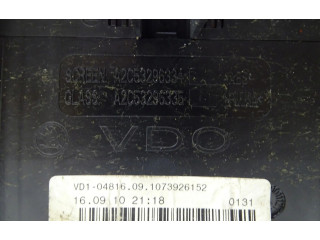 SCREEN A2C53296334
GLASS A2C53296335
VDO
VD1-04816.09.1073926152
16.09.10 21:18 0131